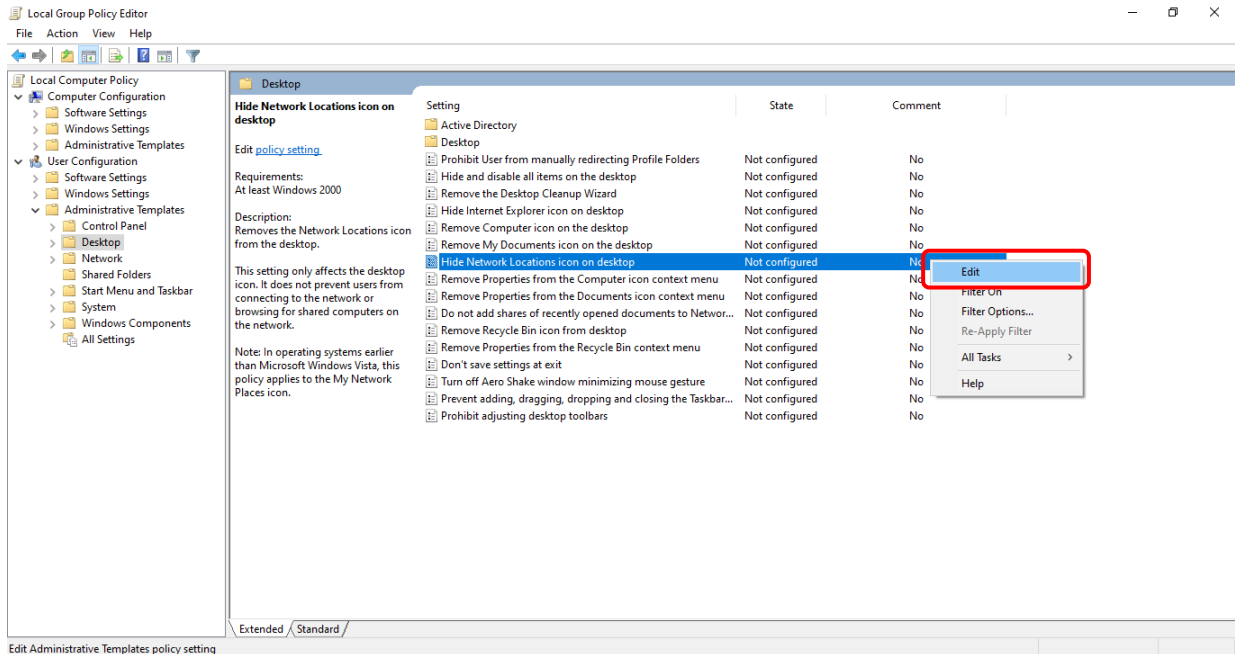 Local Group Policy Editor
File Action View Help
Local Computer Policy
Computer Configuration
Software Settings
Windows Settings
Administrative Templates
User Configuration
Software Settings
Windows Settings
Administrative Templates
Control Panel
Desktop
Network
Shared Folders
Start Menu and Taskbar
System
Windows Components
All Settings
Desktop
Hide Network Locations icon on
desktop
Edit policy setting
Requirements:
At least Windows 2000
Description:
Removes the Network Locations icon
from the desktop.
This setting only affects the desktop
icon. It does not prevent users from
connecting to the network or
browsing for shared computers on
the network.
Note: In operating systems earlier
than Microsoft Windows Vista, this
policy applies to the My Network
Places icon.
Setting State Comment
Active Directory
Desktop
Prohibit User from manually redirecting Profile Folders Not configured No
Hide and disable all items on the desktop Not configured No
Remove the Desktop Cleanup Wizard Not configured No
Hide Internet Explorer icon on desktop Not configured No
Remove Computer icon on the desktop Not configured No
Remove My Documents icon on the desktop Not configured No
Hide Network Locations icon on desktop Not configured No
Remove Properties from the Computer icon context menu Not configured No
Remove Properties from the Documents icon context menu Not configured No
Do not add shares of recently opened documents to Networ... Not configured No
Remove Recycle Bin icon from desktop Not configured No
Remove Properties from the Recycle Bin context menu Not configured No
Don't save settings at exit Not configured No
Turn off Aero Shake window minimizing mouse gesture Not configured No
Prevent adding, dragging, dropping and closing the Taskbar... Not configured No
Prohibit adjusting desktop toolbars Not configured No
Edit
Filter On
Filter Options...
Re-Apply Filter
All Tasks
Help
Extended Standard
Edit Administrative Templates policy setting